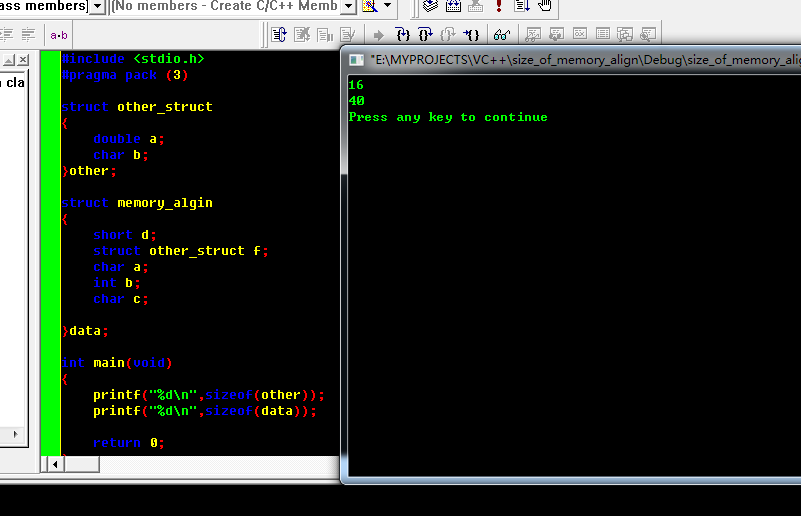 ass members]
[No members - Create C/C++ Memb
a·b
"E:\MYPROJECTS\VC++\size_of_memory_align\Debug\size_of_memory_alig
cla
#include <stdio.h>
#pragma pack (3)
struct other_struct
{
double a;
char b;
}other;
struct memory_algin
{
short d;
struct other_struct f;
char a;
int b;
char c;
}data;
int main(void)
{
printf("%d\n",sizeof(other));
printf("%d\n",sizeof(data));
return 0;
16
40
Press any key to continue